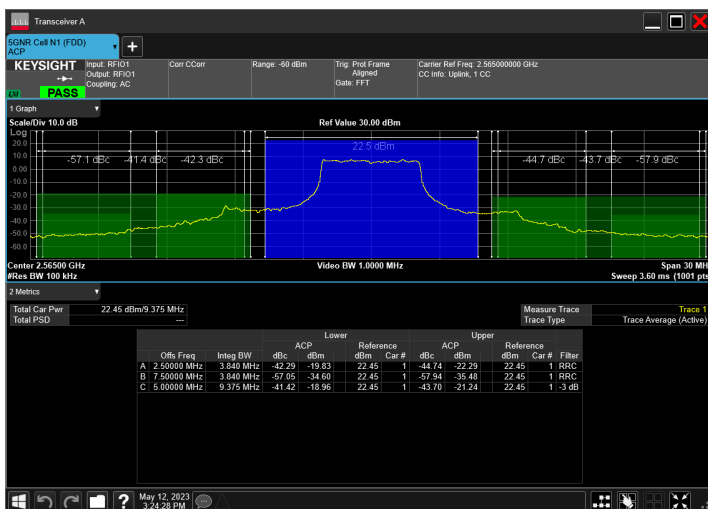 Transceiver A
5GNR Cell N1 (FDD)
ACP
KEYSIGHT
LXI
PASS
Input: RFIO1
Output: RFIO1
Coupling: AC
Corr CCorr
Range: -60 dBm
Trig: Prot Frame
Aligned
Gate: FFT
Carrier Ref Freq: 2.565000000 GHz
CC Info: Uplink, 1 CC
1 Graph
Scale/Div 10.0 dB
Ref Value 30.00 dBm
Log
20.0
10.0
0.00
-10.0
-20.0
-30.0
-40.0
-50.0
-60.0
22.5 dBm
-57.1 dBc -41.4 dBc -42.3 dBc
-44.7 dBc -43.7 dBc -57.9 dBc
Center 2.56500 GHz
Video BW 1.0000 MHz
Span 30 MH
#Res BW 100 kHz
Sweep 3.60 ms (1001 pts
2 Metrics
Total Car Pwr 22.45 dBm/9.375 MHz
Total PSD ---
Measure Trace Trace 1
Trace Type Trace Average (Active)
Lower Upper
ACP Reference ACP Reference
Offs Freq Integ BW dBc dBm dBm Car # dBc dBm dBm Car # Filter
A 2.50000 MHz 3.840 MHz -42.29 -19.83 22.45 1 -44.74 -22.29 22.45 1 RRC
B 7.50000 MHz 3.840 MHz -57.05 -34.60 22.45 1 -57.94 -35.48 22.45 1 RRC
C 5.00000 MHz 9.375 MHz -41.42 -18.96 22.45 1 -43.70 -21.24 22.45 1 -3 dB
May 12, 2023
3:24:28 PM